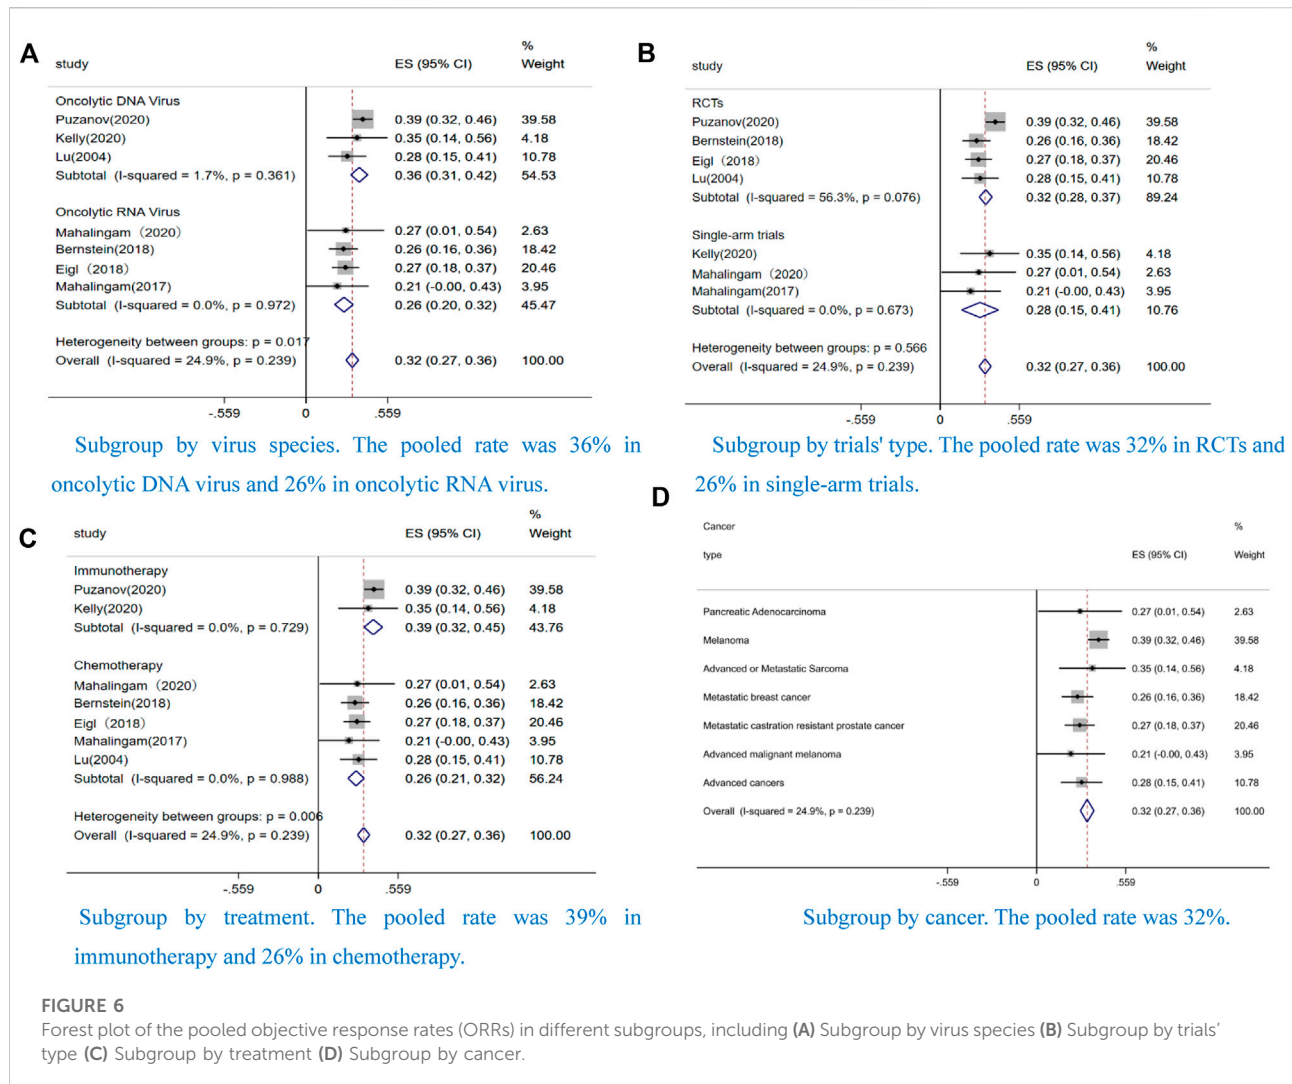 A
%
study ES (95% CI) Weight
Oncolytic DNA Virus
Puzanov(2020) 0.39 (0.32, 0.46) 39.58
Kelly(2020) 0.35 (0.14, 0.56) 4.18
Lu(2004) 0.28 (0.15, 0.41) 10.78
Subtotal (I-squared = 1.7%, p = 0.361) 0.36 (0.31, 0.42) 54.53
Oncolytic RNA Virus
Mahalingam（2020） 0.27 (0.01, 0.54) 2.63
Bernstein(2018) 0.26 (0.16, 0.36) 18.42
Eigl（2018） 0.27 (0.18, 0.37) 20.46
Mahalingam(2017) 0.21 (-0.00, 0.43) 3.95
Subtotal (I-squared = 0.0%, p = 0.972) 0.26 (0.20, 0.32) 45.47
Heterogeneity between groups: p = 0.017
Overall (I-squared = 24.9%, p = 0.239) 0.32 (0.27, 0.36) 100.00
-.559 0 .559
Subgroup by virus species. The pooled rate was 36% in
oncolytic DNA virus and 26% in oncolytic RNA virus.
B
%
study ES (95% CI) Weight
RCTs
Puzanov(2020) 0.39 (0.32, 0.46) 39.58
Bernstein(2018) 0.26 (0.16, 0.36) 18.42
Eigl（2018） 0.27 (0.18, 0.37) 20.46
Lu(2004) 0.28 (0.15, 0.41) 10.78
Subtotal (I-squared = 56.3%, p = 0.076) 0.32 (0.28, 0.37) 89.24
Single-arm trials
Kelly(2020) 0.35 (0.14, 0.56) 4.18
Mahalingam（2020） 0.27 (0.01, 0.54) 2.63
Mahalingam(2017) 0.21 (-0.00, 0.43) 3.95
Subtotal (I-squared = 0.0%, p = 0.673) 0.28 (0.15, 0.41) 10.76
Heterogeneity between groups: p = 0.566
Overall (I-squared = 24.9%, p = 0.239) 0.32 (0.27, 0.36) 100.00
-.559 0 .559
Subgroup by trials' type. The pooled rate was 32% in RCTs and
26% in single-arm trials.
C
%
study ES (95% CI) Weight
Immunotherapy
Puzanov(2020) 0.39 (0.32, 0.46) 39.58
Kelly(2020) 0.35 (0.14, 0.56) 4.18
Subtotal (I-squared = 0.0%, p = 0.729) 0.39 (0.32, 0.45) 43.76
Chemotherapy
Mahalingam（2020） 0.27 (0.01, 0.54) 2.63
Bernstein(2018) 0.26 (0.16, 0.36) 18.42
Eigl（2018） 0.27 (0.18, 0.37) 20.46
Mahalingam(2017) 0.21 (-0.00, 0.43) 3.95
Lu(2004) 0.28 (0.15, 0.41) 10.78
Subtotal (I-squared = 0.0%, p = 0.988) 0.26 (0.21, 0.32) 56.24
Heterogeneity between groups: p = 0.006
Overall (I-squared = 24.9%, p = 0.239) 0.32 (0.27, 0.36) 100.00
-.559 0 .559
Subgroup by treatment. The pooled rate was 39% in
immunotherapy and 26% in chemotherapy.
D
Cancer %
type ES (95% CI) Weight
Pancreatic Adenocarcinoma 0.27 (0.01, 0.54) 2.63
Melanoma 0.39 (0.32, 0.46) 39.58
Advanced or Metastatic Sarcoma 0.35 (0.14, 0.56) 4.18
Metastatic breast cancer 0.26 (0.16, 0.36) 18.42
Metastatic castration resistant prostate cancer 0.27 (0.18, 0.37) 20.46
Advanced malignant melanoma 0.21 (-0.00, 0.43) 3.95
Advanced cancers 0.28 (0.15, 0.41) 10.78
Overall (I-squared = 24.9%, p = 0.239) 0.32 (0.27, 0.36) 100.00
-.559 0 .559
Subgroup by cancer. The pooled rate was 32%.
FIGURE 6
Forest plot of the pooled objective response rates (ORRs) in different subgroups, including (A) Subgroup by virus species (B) Subgroup by trials'
type (C) Subgroup by treatment (D) Subgroup by cancer.